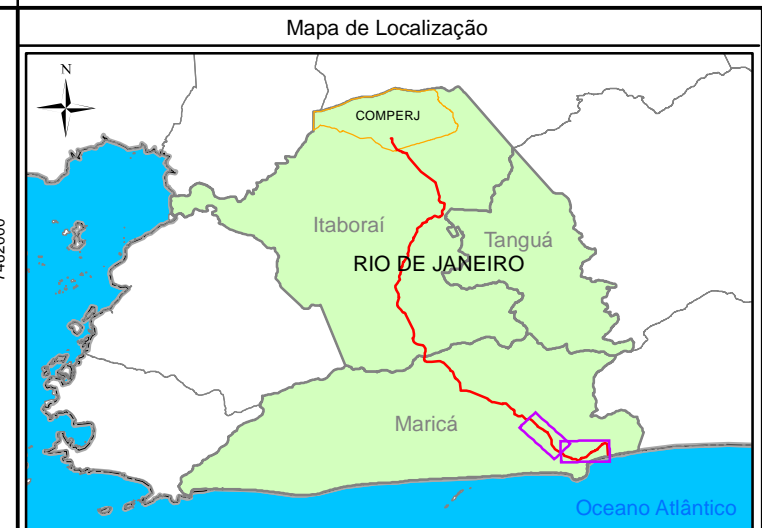 Mapa de Localização
N
COMPERJ
Itaboraí
Tanguá
RIO DE JANEIRO
Maricá
Oceano Atlântico